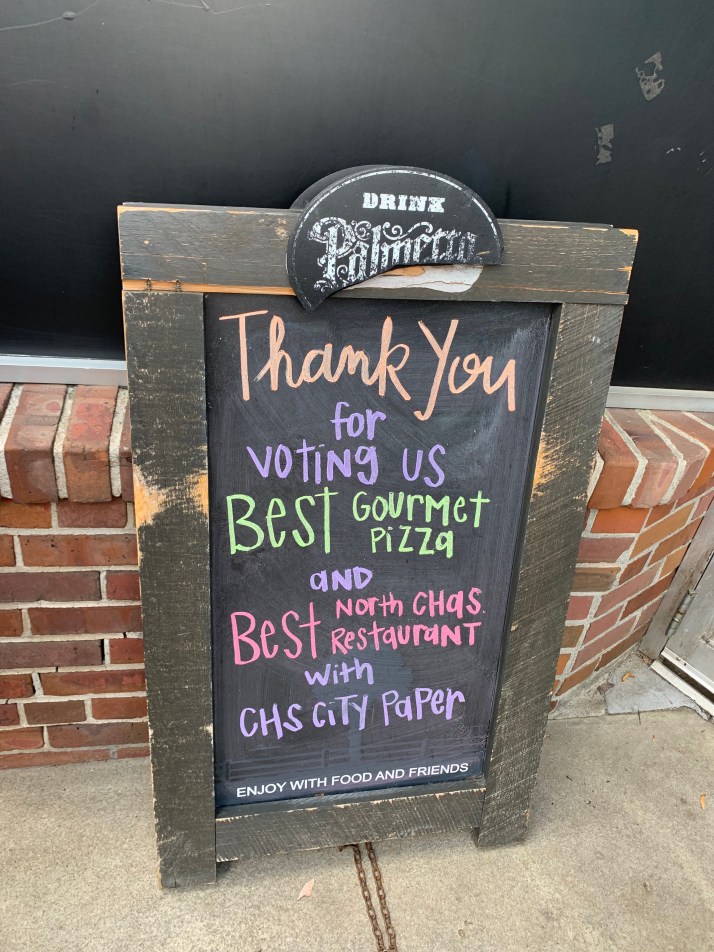 DRINK
Palmetto
Thank You
for
VOTING US
BEST GOURMET
PIZZA
AND
BEST NORTH CHAS.
RESTAURANT
WITH
CHS CITY PAPER
ENJOY WITH FOOD AND FRIENDS